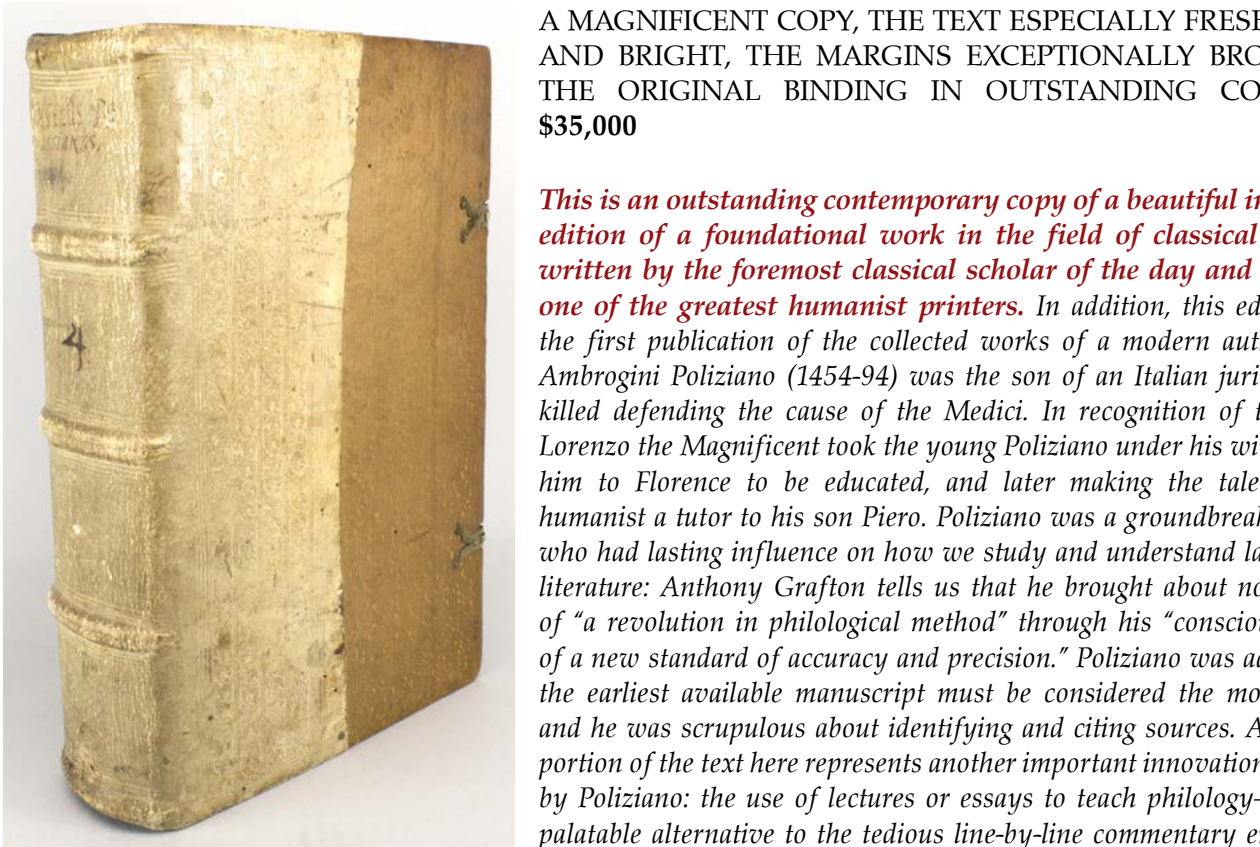 4
A MAGNIFICENT COPY, THE TEXT ESPECIALLY FRESH
AND BRIGHT, THE MARGINS EXCEPTIONALLY BRO
THE ORIGINAL BINDING IN OUTSTANDING CO
$35,000
This is an outstanding contemporary copy of a beautiful in
edition of a foundational work in the field of classical
written by the foremost classical scholar of the day and
one of the greatest humanist printers. In addition, this ed
the first publication of the collected works of a modern aut
Ambrogini Poliziano (1454-94) was the son of an Italian juri
killed defending the cause of the Medici. In recognition of t
Lorenzo the Magnificent took the young Poliziano under his wi
him to Florence to be educated, and later making the tale
humanist a tutor to his son Piero. Poliziano was a groundbreak
who had lasting influence on how we study and understand la
literature: Anthony Grafton tells us that he brought about no
of “a revolution in philological method” through his “conscio
of a new standard of accuracy and precision.” Poliziano was a
the earliest available manuscript must be considered the mo
and he was scrupulous about identifying and citing sources. A
portion of the text here represents another important innovation
by Poliziano: the use of lectures or essays to teach philology-
palatable alternative to the tedious line-by-line commentary e